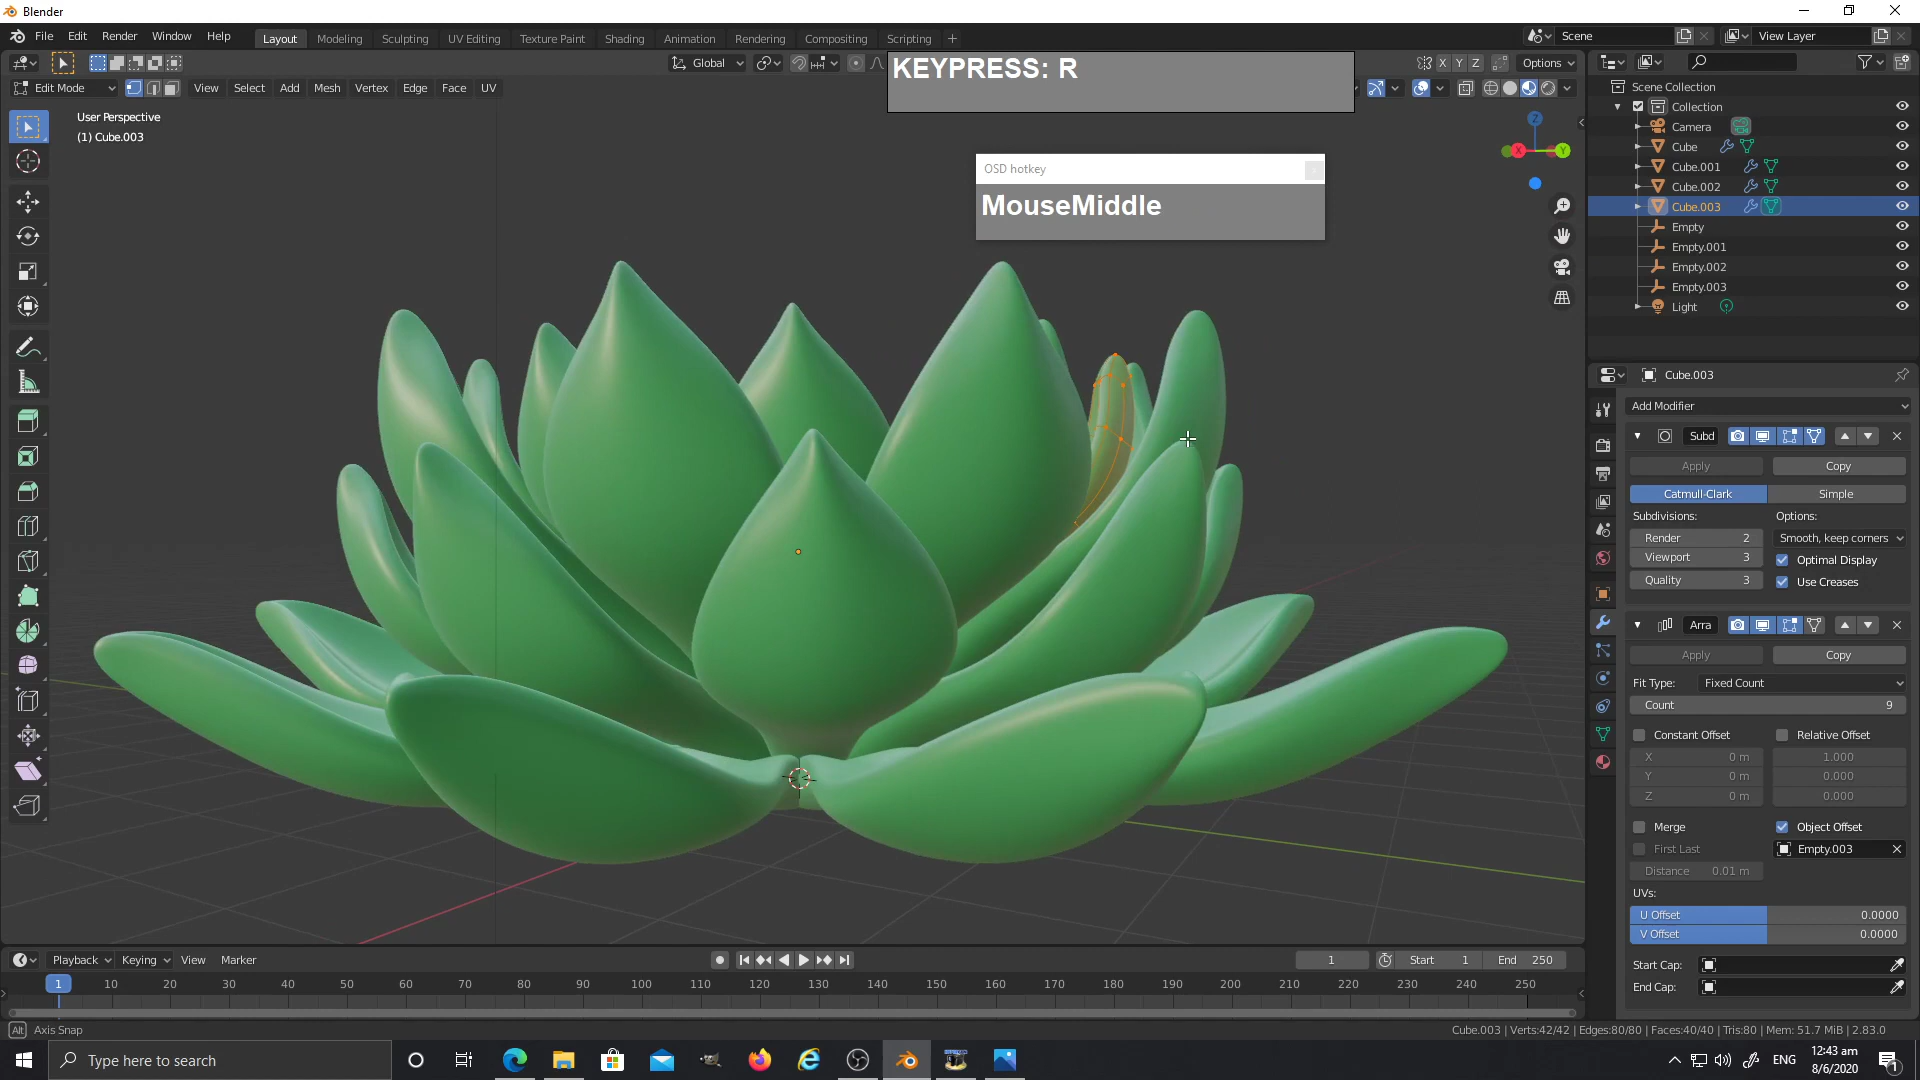 Blender
File Edit Render Window Help
Layout Modeling Sculpting UV Editing Texture Paint Shading Animation Rendering Compositing Scripting +
Scene
View Layer
Global
KEYPRESS: R
X Y Z Options
Edit Mode View Select Add Mesh Vertex Edge Face UV
User Perspective
(1) Cube.003
OSD hotkey
MouseMiddle
Z
X
Y
Scene Collection
Collection
Camera
Cube
Cube.001
Cube.002
Cube.003
Empty
Empty.001
Empty.002
Empty.003
Light
Cube.003
Add Modifier
Subd
Apply Copy
Catmull-Clark Simple
Subdivisions: Options:
Render 2 Smooth, keep corners
Viewport 3 Optimal Display
Quality 3 Use Creases
Arra
Apply Copy
Fit Type: Fixed Count
Count 9
Constant Offset Relative Offset
X 0 m 1.000
Y 0 m 0.000
Z 0 m 0.000
Merge Object Offset
First Last Empty.003
Distance 0.01 m
UVs:
U Offset 0.0000
V Offset 0.0000
Start Cap:
End Cap:
Playback Keying View Marker
1 Start 1 End 250
1 10 20 30 40 50 60 70 80 90 100 110 120 130 140 150 160 170 180 190 200 210 220 230 240 250
Alt Axis Snap
Cube.003 | Verts:42/42 | Edges:80/80 | Faces:40/40 | Tris:80 | Mem: 51.7 MiB | 2.83.0
Type here to search
ENG
12:43 am
8/6/2020
1